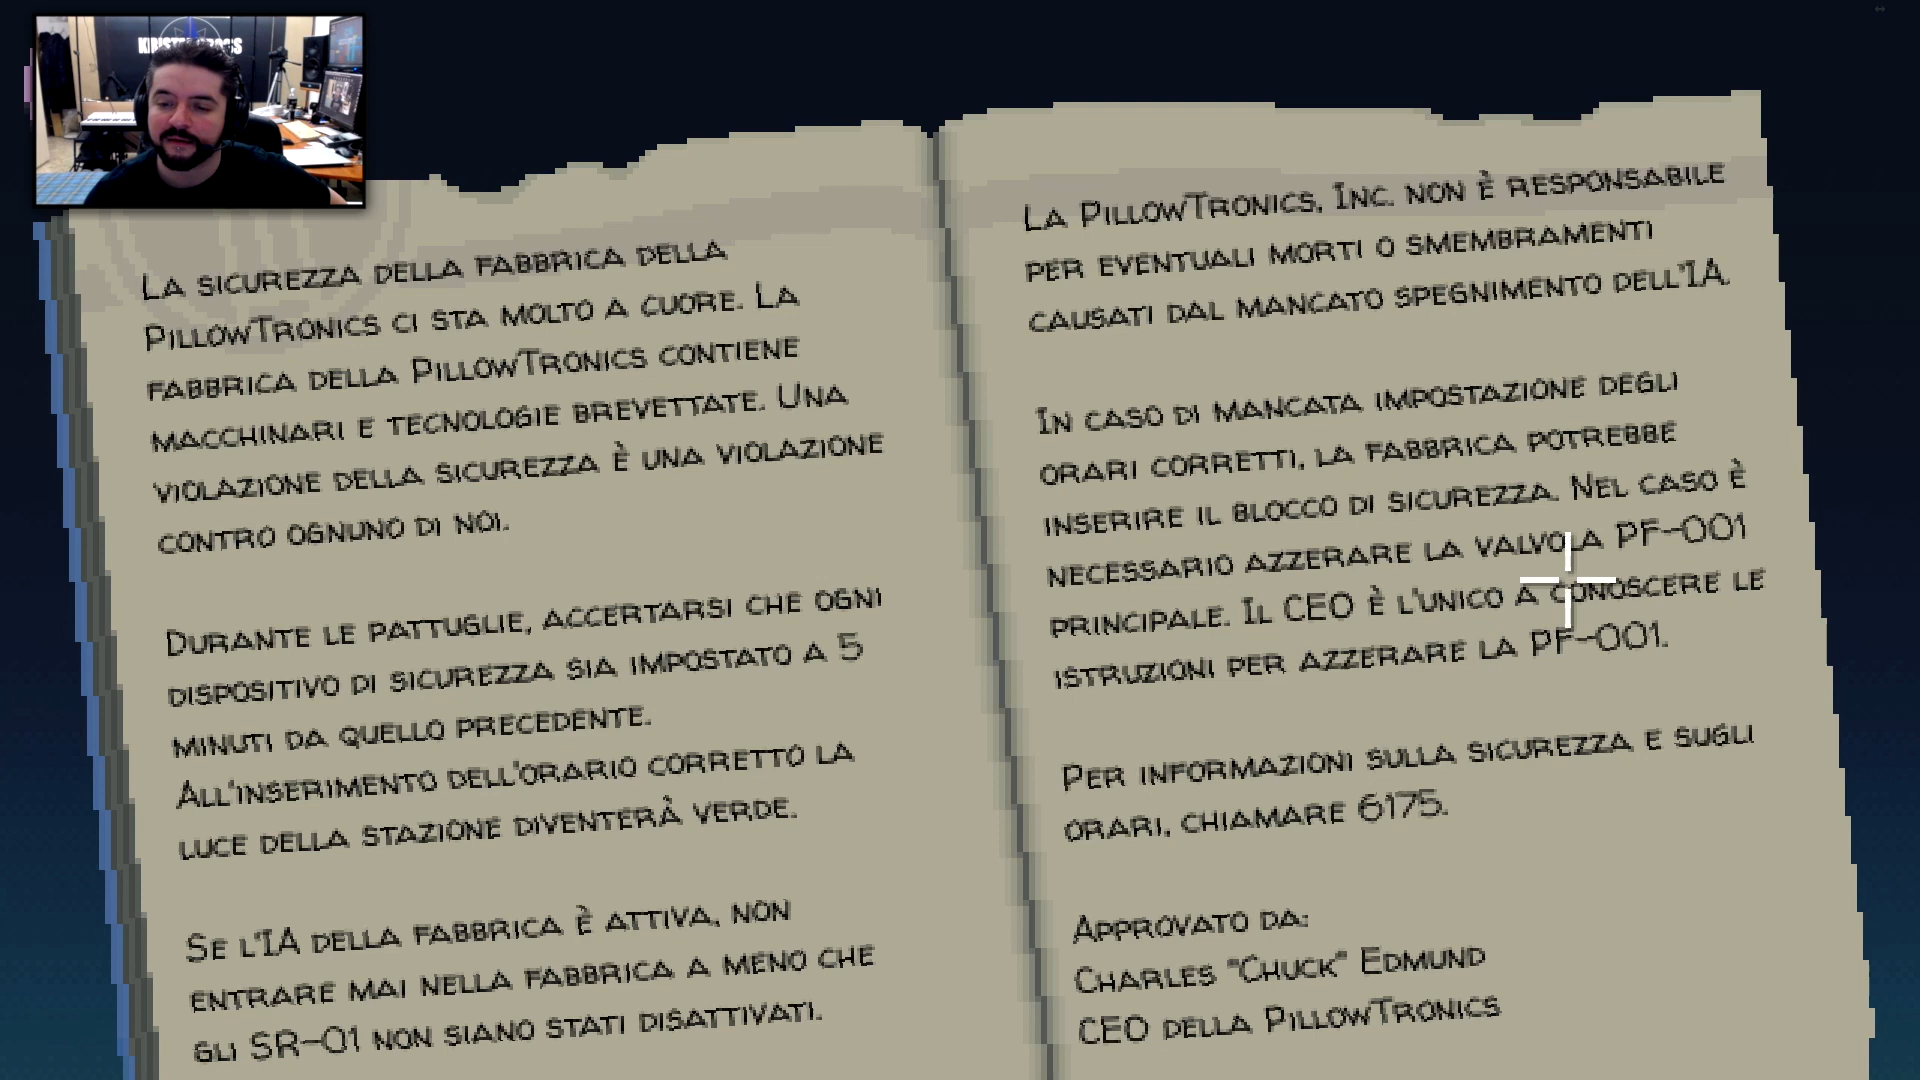 La sicurezza della fabbrica della
PillowTronics ci sta molto a cuore. La
fabbrica della PillowTronics contiene
macchinari e tecnologie brevettate. Una
violazione della sicurezza è una violazione
contro ognuno di noi.
Durante le pattuglie, accertarsi che ogni
dispositivo di sicurezza sia impostato a 5
minuti da quello precedente.
All'inserimento dell'orario corretto la
luce della stazione diventerà verde.
Se l'IA della fabbrica è attiva, non
entrare mai nella fabbrica a meno che
gli SR-01 non siano stati disattivati.
La PillowTronics, Inc. non è responsabile
per eventuali morti o smembramenti
causati dal mancato spegnimento dell'IA.
In caso di mancata impostazione degli
orari corretti, la fabbrica potrebbe
inserire il blocco di sicurezza. Nel caso è
necessario azzerare la valvola PF-001
principale. Il CEO è l'unico a conoscere le
istruzioni per azzerare la PF-001.
Per informazioni sulla sicurezza e sugli
orari, chiamare 6175.
Approvato da:
Charles "Chuck" Edmund
CEO della PillowTronics